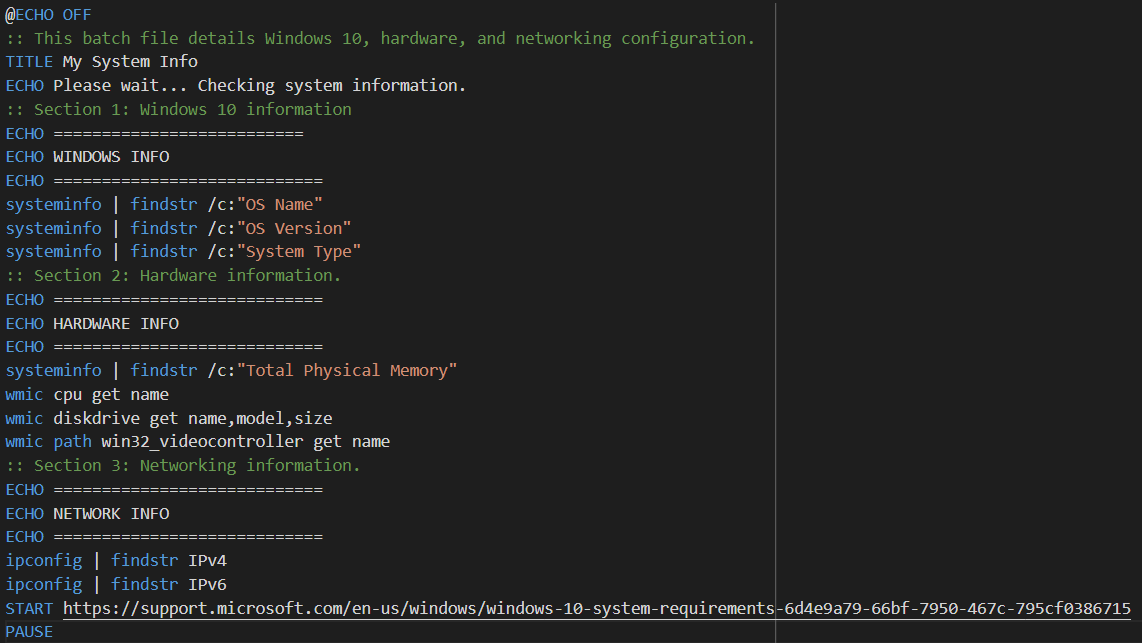 @ECHO OFF
:: This batch file details Windows 10, hardware, and networking configuration.
TITLE My System Info
ECHO Please wait... Checking system information.
:: Section 1: Windows 10 information
ECHO ==========================
ECHO WINDOWS INFO
ECHO ============================
systeminfo | findstr /c:"OS Name"
systeminfo | findstr /c:"OS Version"
systeminfo | findstr /c:"System Type"
:: Section 2: Hardware information.
ECHO ============================
ECHO HARDWARE INFO
ECHO ============================
systeminfo | findstr /c:"Total Physical Memory"
wmic cpu get name
wmic diskdrive get name,model,size
wmic path win32_videocontroller get name
:: Section 3: Networking information.
ECHO ============================
ECHO NETWORK INFO
ECHO ============================
ipconfig | findstr IPv4
ipconfig | findstr IPv6
START https://support.microsoft.com/en-us/windows/windows-10-system-requirements-6d4e9a79-66bf-7950-467c-795cf0386715
PAUSE